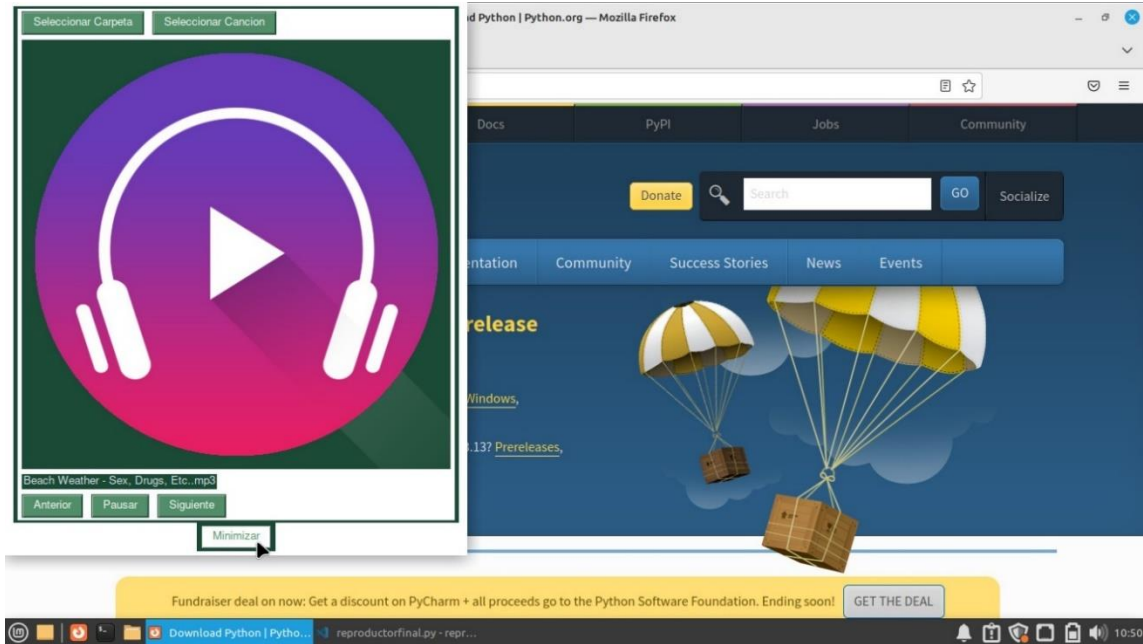 Seleccionar Carpeta Seleccionar Cancion
d Python | Python.org — Mozilla Firefox
Docs PyPI Jobs Community
Donate Search GO Socialize
entation Community Success Stories News Events
release
Windows,
.13? Prereleases,
Beach Weather - Sex, Drugs, Etc..mp3
Anterior Pausar Siguiente
Minimizar
Fundraiser deal on now: Get a discount on PyCharm + all proceeds go to the Python Software Foundation. Ending soon! GET THE DEAL
Download Python | Pytho... reproductorfinal.py - repr... 10:50